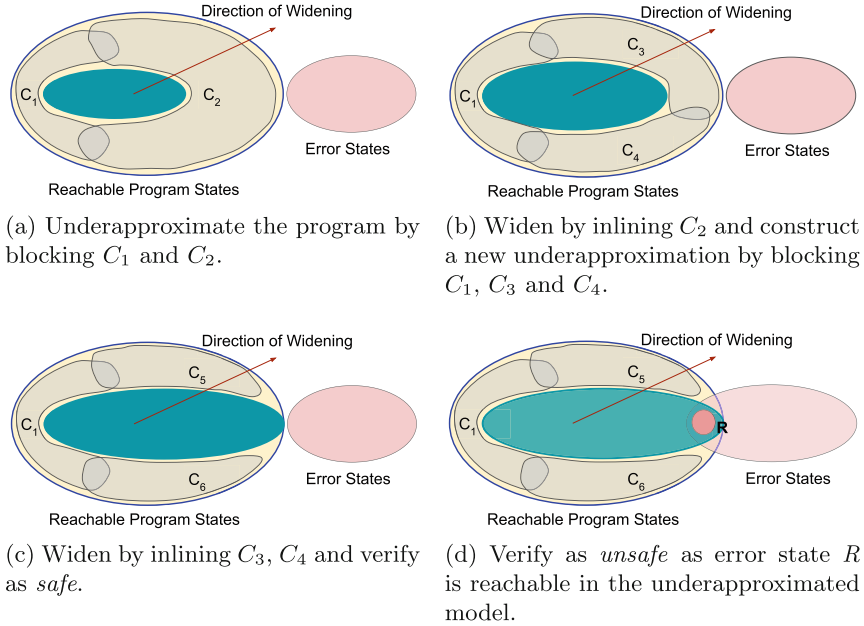 Direction of Widening
C1
C2
Error States
Reachable Program States
(a) Underapproximate the program by
blocking C1 and C2.
Direction of Widening
C3
C1
C4
Error States
Reachable Program States
(b) Widen by inlining C2 and construct
a new underapproximation by blocking
C1, C3 and C4.
Direction of Widening
C5
C1
C6
Error States
Reachable Program States
(c) Widen by inlining C3, C4 and verify
as safe.
Direction of Widening
C5
C1
R
C6
Error States
Reachable Program States
(d) Verify as unsafe as error state R
is reachable in the underapproximated
model.